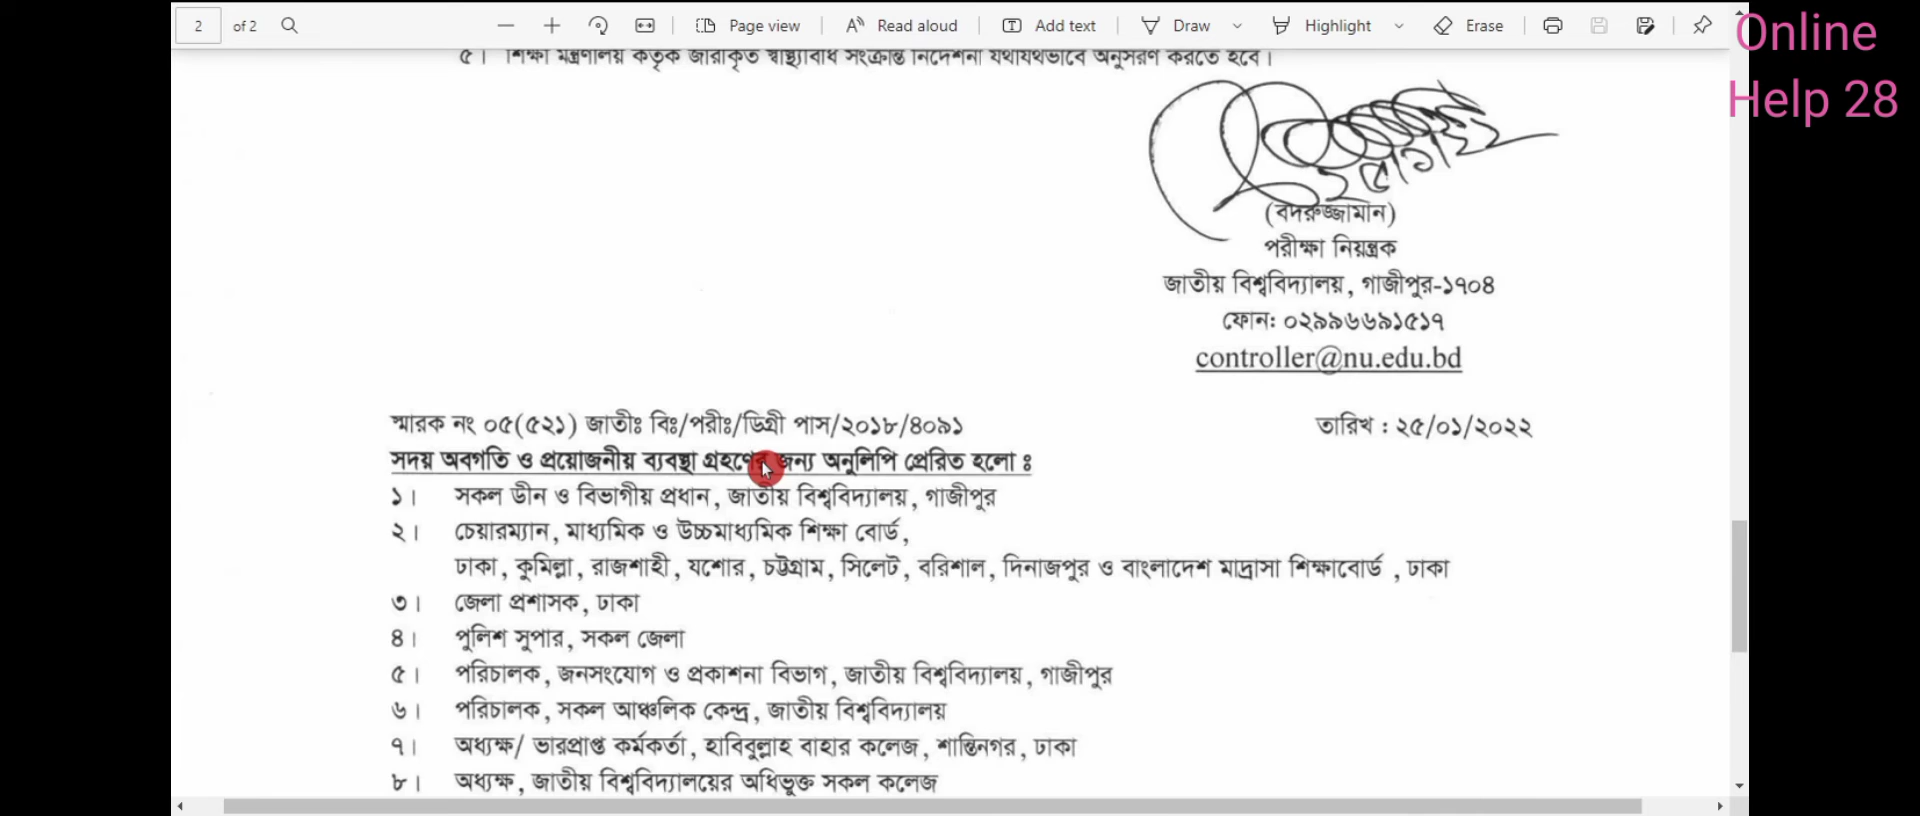 2 of 2 Page view Read aloud Add text Draw Highlight Erase
Online
Help 28
৫। শিক্ষা মন্ত্রণালয় কর্তৃক জারীকৃত স্বাস্থ্যবিধি সংক্রান্ত নির্দেশনা যথাযথভাবে অনুসরণ করতে হবে।
২৫/১/২২
(বদরুজ্জামান)
পরীক্ষা নিয়ন্ত্রক
জাতীয় বিশ্ববিদ্যালয়, গাজীপুর-১৭০৪
ফোন: ০২৯৯৬৬৯১৫১৭
controller@nu.edu.bd
স্মারক নং ০৫(৫২১) জাতীঃ বিঃ/পরীঃ/ডিগ্রী পাস/২০১৮/৪০৯১ তারিখ : ২৫/০১/২০২২
সদয় অবগতি ও প্রয়োজনীয় ব্যবস্থা গ্রহণের জন্য অনুলিপি প্রেরিত হলো ঃ
১। সকল ডীন ও বিভাগীয় প্রধান, জাতীয় বিশ্ববিদ্যালয়, গাজীপুর
২। চেয়ারম্যান, মাধ্যমিক ও উচ্চমাধ্যমিক শিক্ষা বোর্ড,
ঢাকা, কুমিল্লা, রাজশাহী, যশোর, চট্টগ্রাম, সিলেট, বরিশাল, দিনাজপুর ও বাংলাদেশ মাদ্রাসা শিক্ষাবোর্ড , ঢাকা
৩। জেলা প্রশাসক, ঢাকা
৪। পুলিশ সুপার, সকল জেলা
৫। পরিচালক, জনসংযোগ ও প্রকাশনা বিভাগ, জাতীয় বিশ্ববিদ্যালয়, গাজীপুর
৬। পরিচালক, সকল আঞ্চলিক কেন্দ্র, জাতীয় বিশ্ববিদ্যালয়
৭। অধ্যক্ষ/ ভারপ্রাপ্ত কর্মকর্তা, হাবিবুল্লাহ বাহার কলেজ, শান্তিনগর, ঢাকা
৮। অধ্যক্ষ, জাতীয় বিশ্ববিদ্যালয়ের অধিভুক্ত সকল কলেজ